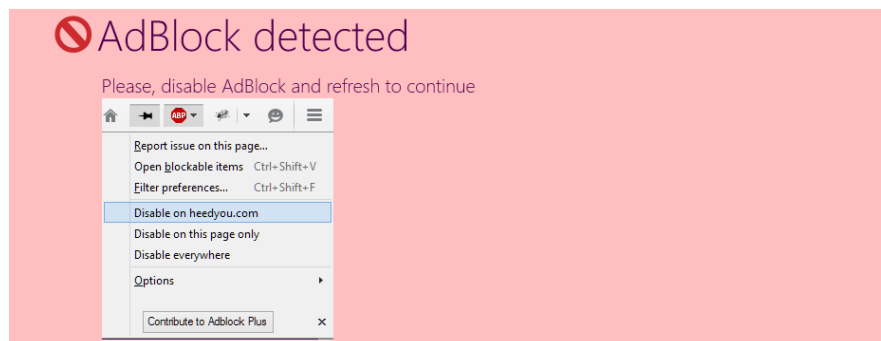 AdBlock detected
Please, disable AdBlock and refresh to continue
ABP
Report issue on this page...
Open blockable items Ctrl+Shift+V
Filter preferences... Ctrl+Shift+F
Disable on heedyou.com
Disable on this page only
Disable everywhere
Options
Contribute to Adblock Plus